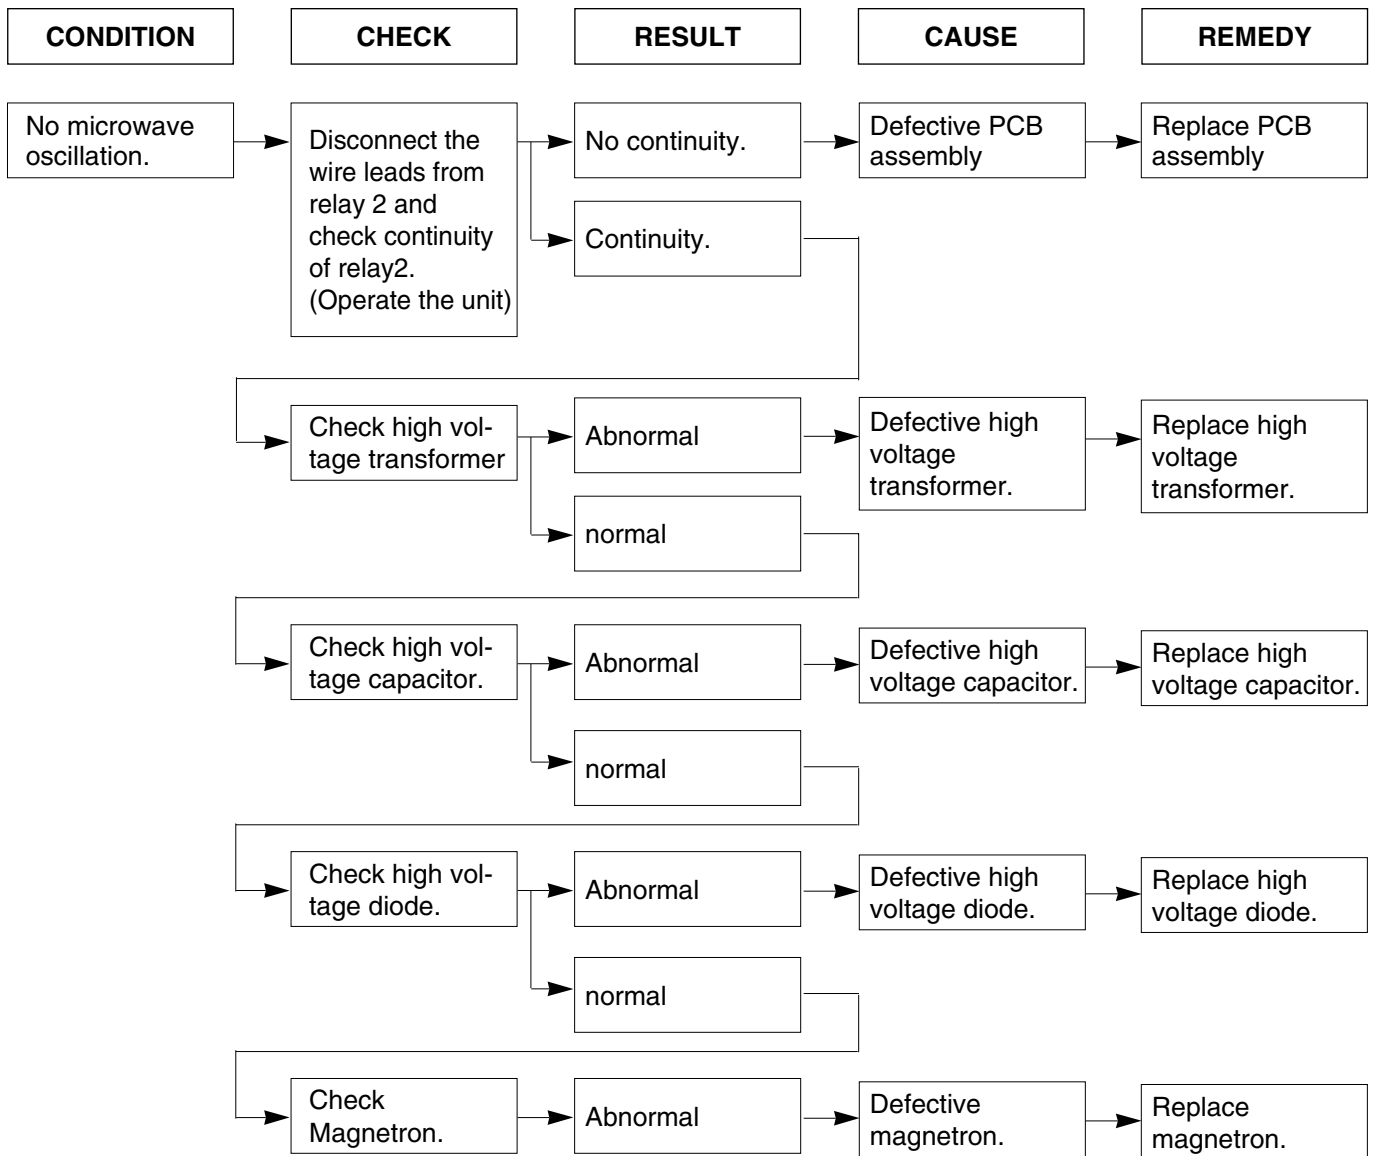 CONDITION
CHECK
RESULT
CAUSE
REMEDY
No microwave
oscillation.
Disconnect the
wire leads from
relay 2 and
check continuity
of relay2.
(Operate the unit)
No continuity.
Defective PCB
assembly
Replace PCB
assembly
Continuity.
Check high vol-
tage transformer
Abnormal
Defective high
voltage
transformer.
Replace high
voltage
transformer.
normal
Check high vol-
tage capacitor.
Abnormal
Defective high
voltage capacitor.
Replace high
voltage capacitor.
normal
Check high vol-
tage diode.
Abnormal
Defective high
voltage diode.
Replace high
voltage diode.
normal
Check
Magnetron.
Abnormal
Defective
magnetron.
Replace
magnetron.